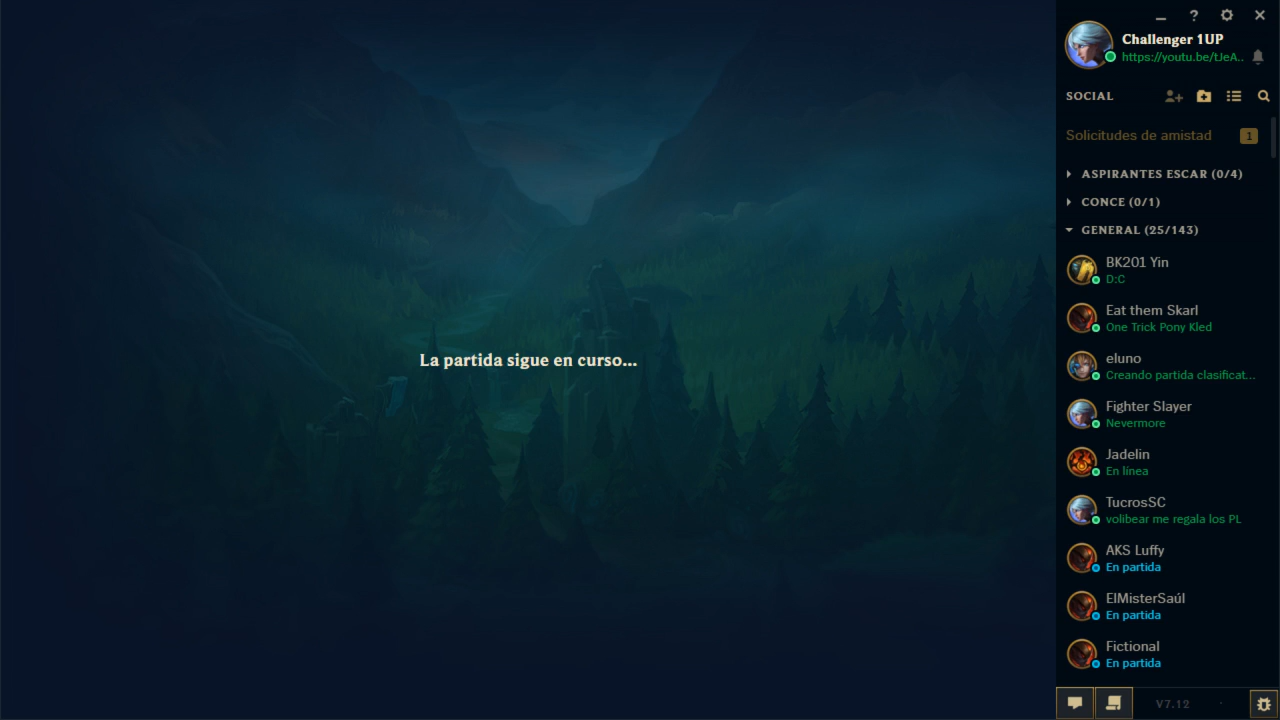 ?
Challenger 1UP
https://youtu.be/tJeA..
SOCIAL
Solicitudes de amistad 1
ASPIRANTES ESCAR (0/4)
CONCE (0/1)
GENERAL (25/143)
BK201 Yin
D:C
Eat them Skarl
One Trick Pony Kled
eluno
Creando partida clasificat...
Fighter Slayer
Nevermore
Jadelin
En línea
TucrosSC
volibear me regala los PL
AKS Luffy
En partida
ElMisterSaúl
En partida
Fictional
En partida
La partida sigue en curso...
V7.12